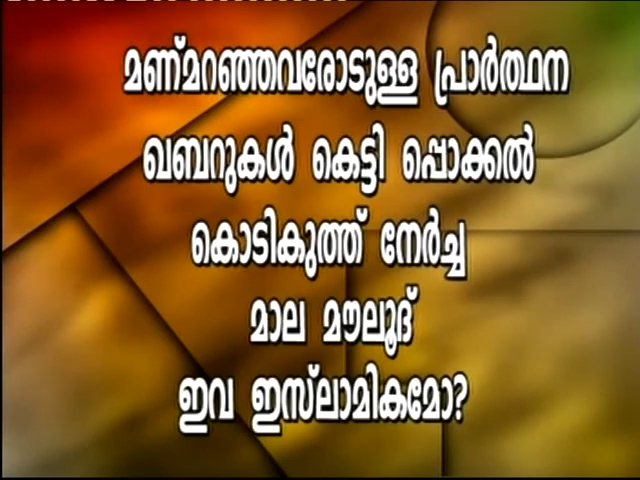 മണ്മറഞ്ഞവരോടുള്ള പ്രാർത്ഥന
ഖബറുകൾ കെട്ടി പ്പൊക്കൽ
കൊടികുത്ത് നേർച്ച
മാല മൗലൂദ്
ഇവ ഇസ്ലാമികമോ?